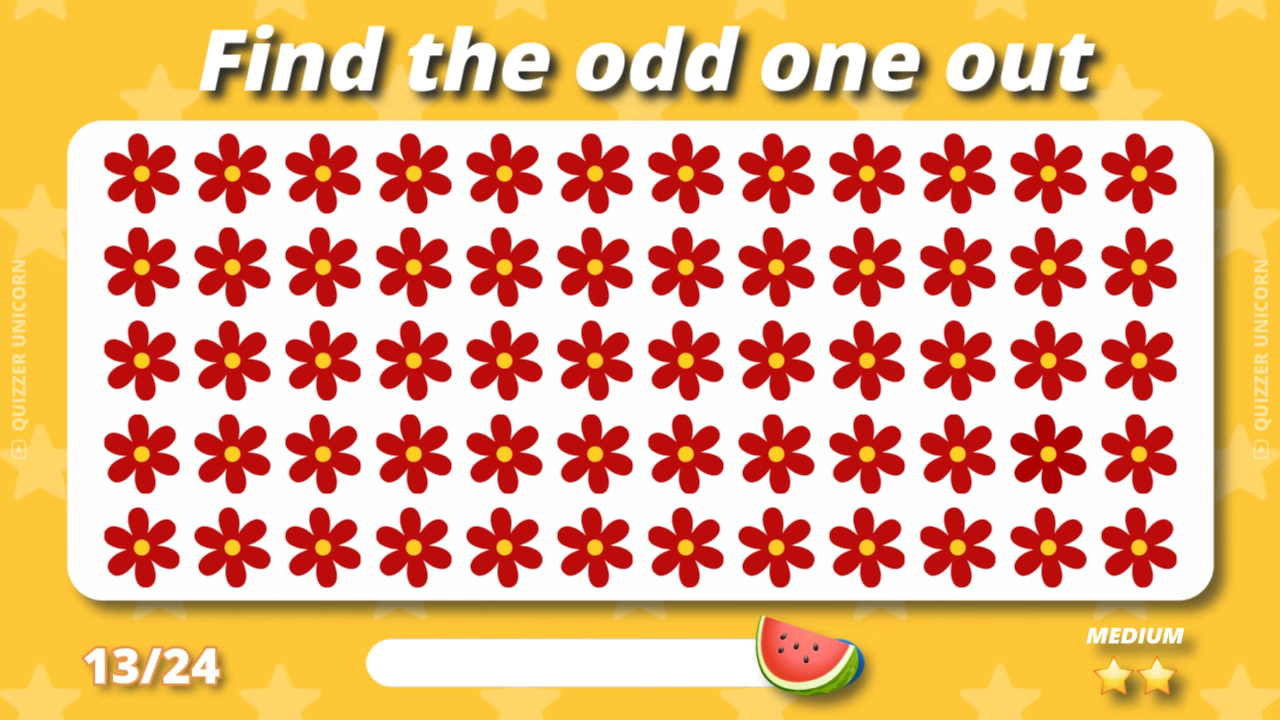 Find the odd one out
QUIZZER UNICORN
QUIZZER UNICORN
13/24
MEDIUM